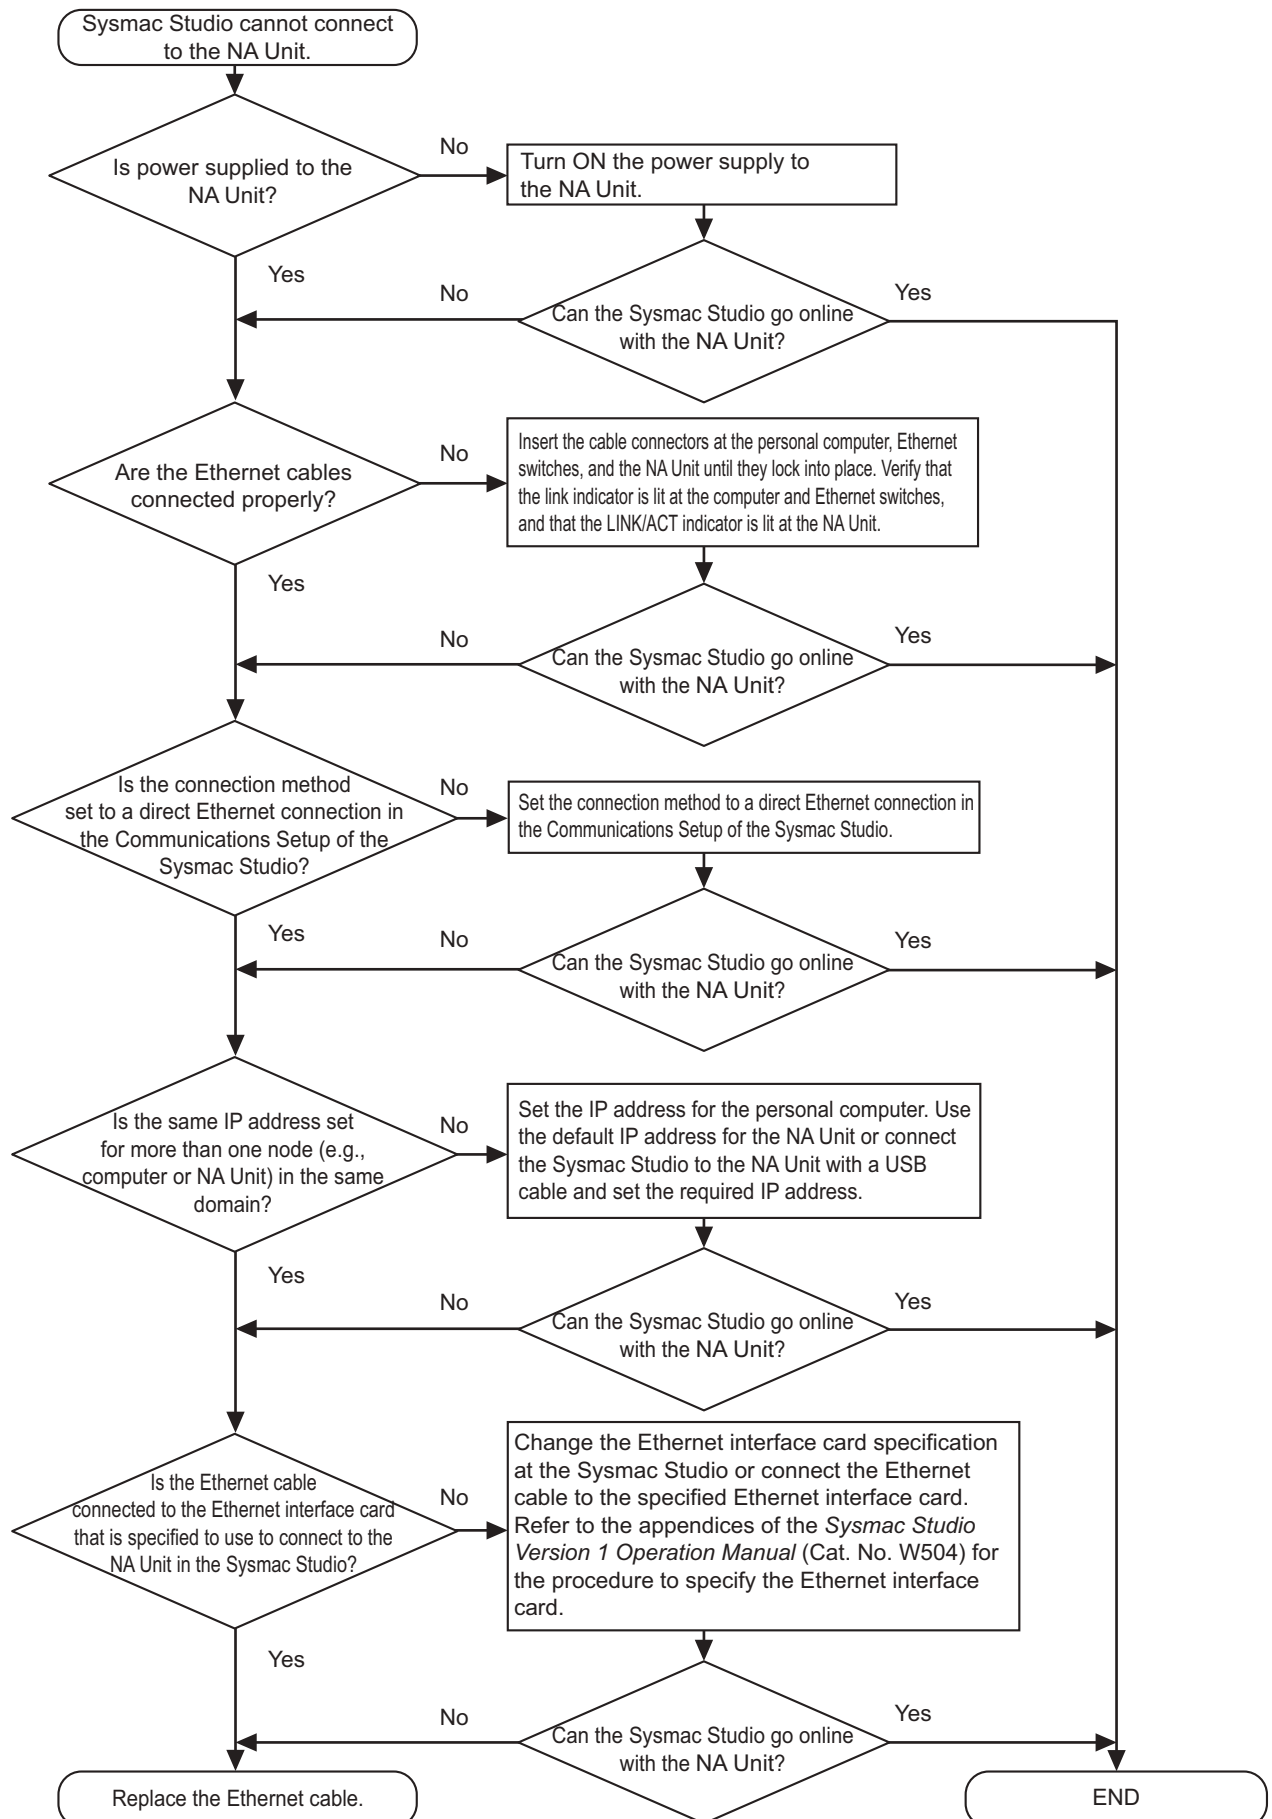 Sysmac Studio cannot connect
to the NA Unit.
No
Is power supplied to the
NA Unit?
Turn ON the power supply to
the NA Unit.
Yes
No
Yes
Can the Sysmac Studio go online
with the NA Unit?
No
Are the Ethernet cables
connected properly?
Insert the cable connectors at the personal computer, Ethernet
switches, and the NA Unit until they lock into place. Verify that
the link indicator is lit at the computer and Ethernet switches,
and that the LINK/ACT indicator is lit at the NA Unit.
Yes
No
Yes
Can the Sysmac Studio go online
with the NA Unit?
No
Is the connection method
set to a direct Ethernet connection in
the Communications Setup of the
Sysmac Studio?
Set the connection method to a direct Ethernet connection in
the Communications Setup of the Sysmac Studio.
Yes
No
Yes
Can the Sysmac Studio go online
with the NA Unit?
No
Is the same IP address set
for more than one node (e.g.,
computer or NA Unit) in the same
domain?
Set the IP address for the personal computer. Use
the default IP address for the NA Unit or connect
the Sysmac Studio to the NA Unit with a USB
cable and set the required IP address.
Yes
No
Yes
Can the Sysmac Studio go online
with the NA Unit?
No
Is the Ethernet cable
connected to the Ethernet interface card
that is specified to use to connect to the
NA Unit in the Sysmac Studio?
Change the Ethernet interface card specification
at the Sysmac Studio or connect the Ethernet
cable to the specified Ethernet interface card.
Refer to the appendices of the Sysmac Studio
Version 1 Operation Manual (Cat. No. W504) for
the procedure to specify the Ethernet interface
card.
Yes
No
Yes
Can the Sysmac Studio go online
with the NA Unit?
Replace the Ethernet cable.
END